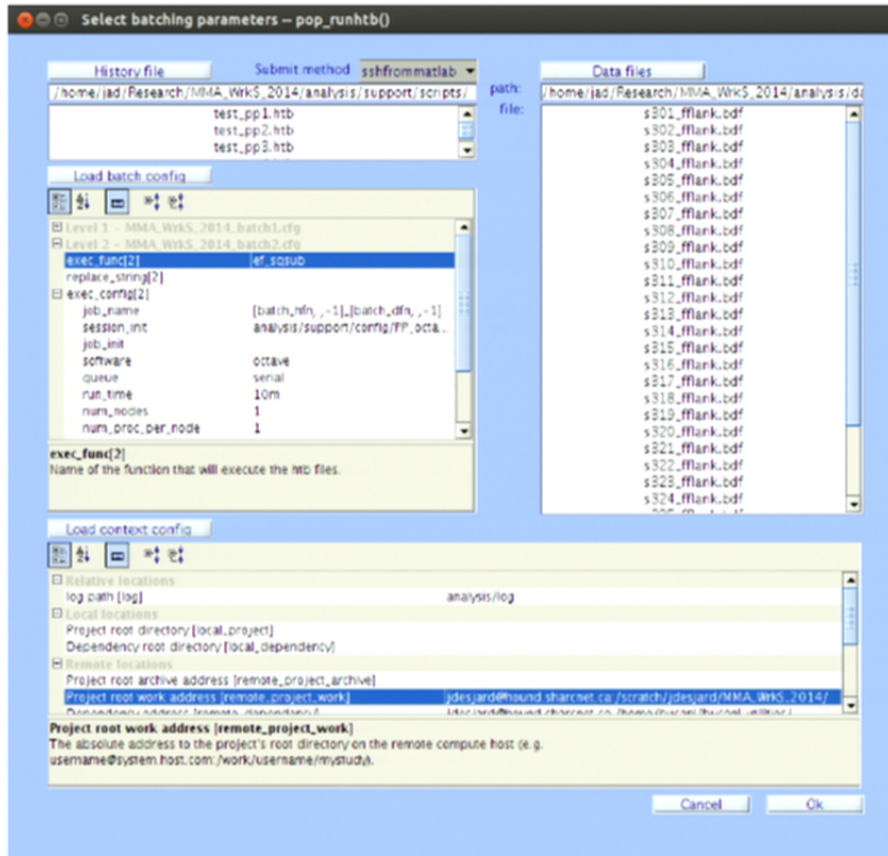 Select batching parameters -- pop_runhtb()
History file
Submit method sshfrommatlab
/home/jad/Research/MMA_WrkS_2014/analysis/support/scripts/
test_pp1.htb
test_pp2.htb
test_pp3.htb
Data files
path: /home/jad/Research/MMA_WrkS_2014/analysis/da
file:
s301_fflank.bdf
s302_fflank.bdf
s303_fflank.bdf
s304_fflank.bdf
s305_fflank.bdf
s306_fflank.bdf
s307_fflank.bdf
s308_fflank.bdf
s309_fflank.bdf
s310_fflank.bdf
s311_fflank.bdf
s312_fflank.bdf
s313_fflank.bdf
s314_fflank.bdf
s315_fflank.bdf
s316_fflank.bdf
s317_fflank.bdf
s318_fflank.bdf
s319_fflank.bdf
s320_fflank.bdf
s321_fflank.bdf
s322_fflank.bdf
s323_fflank.bdf
s324_fflank.bdf
Load batch config
Level 1 - MMA_WrkS_2014_batch1.cfg
Level 2 - MMA_WrkS_2014_batch2.cfg
exec_func[2] ef_sqsub
replace_string[2]
exec_config[2]
job_name [batch_hfn, ,-1]_[batch_dfn, ,-1]
session_init analysis/support/config/PP_octa...
job_init
software octave
queue serial
run_time 10m
num_nodes 1
num_proc_per_node 1
exec_func[2]
Name of the function that will execute the htb files.
Load context config
Relative locations
log path [log] analysis/log
Local locations
Project root directory [local_project]
Dependency root directory [local_dependency]
Remote locations
Project root archive address [remote_project_archive]
Project root work address [remote_project_work] jdesjard@hound.sharcnet.ca:/scratch/jdesjard/MMA_WrkS_2014/
Project root work address [remote_project_work]
The absolute address to the project's root directory on the remote compute host (e.g.
username@system.host.com:/work/username/mystudy).
Cancel
Ok